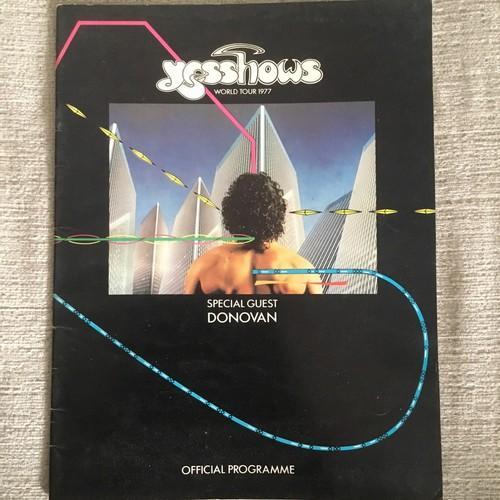 yesshows
WORLD TOUR 1977
SPECIAL GUEST
DONOVAN
OFFICIAL PROGRAMME